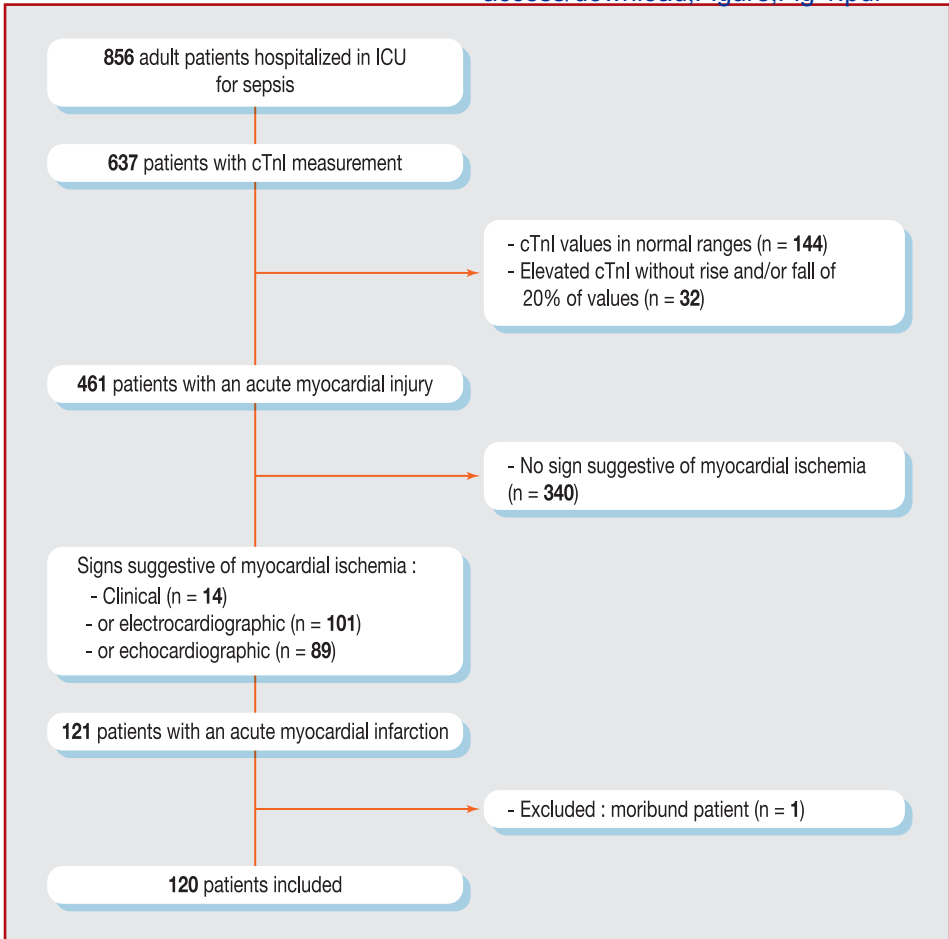 856 adult patients hospitalized in ICU
for sepsis
637 patients with cTnI measurement
- cTnI values in normal ranges (n = 144)
- Elevated cTnI without rise and/or fall of
20% of values (n = 32)
461 patients with an acute myocardial injury
- No sign suggestive of myocardial ischemia
(n = 340)
Signs suggestive of myocardial ischemia :
- Clinical (n = 14)
- or electrocardiographic (n = 101)
- or echocardiographic (n = 89)
121 patients with an acute myocardial infarction
- Excluded : moribund patient (n = 1)
120 patients included